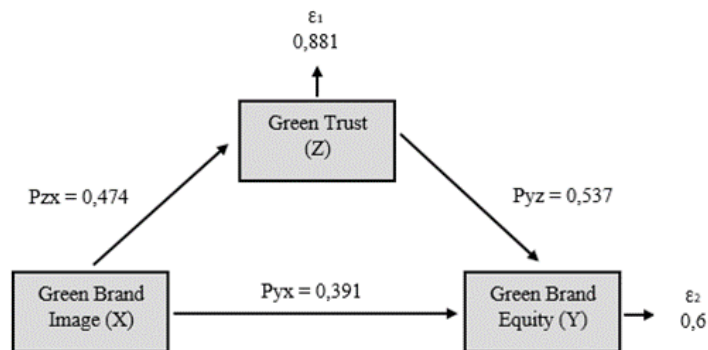 ε₁
0,881
Green Trust
(Z)
Pzx = 0,474
Pyz = 0,537
Green Brand
Image (X)
Pyx = 0,391
Green Brand
Equity (Y)
ε₂
0,6